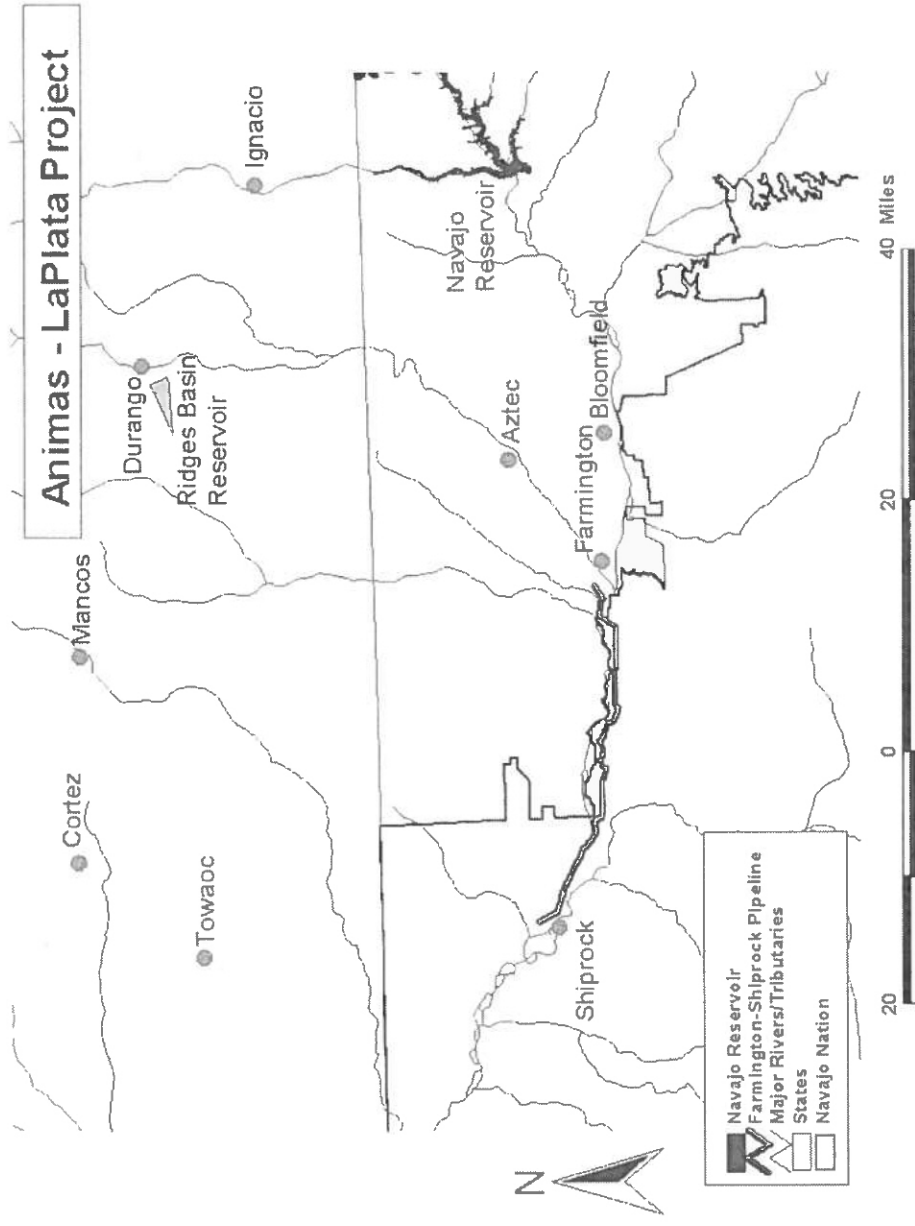 Animas - LaPlata Project
Cortez
Mancos
Durango
Ridges Basin
Reservoir
Ignacio
Towaoc
Navajo
Reservoir
Aztec
Farmington
Bloomfield
Shiprock
N
Navajo Reservoir
Farmington-Shiprock Pipeline
Major Rivers/Tributaries
States
Navajo Nation
20 0 20 40 Miles